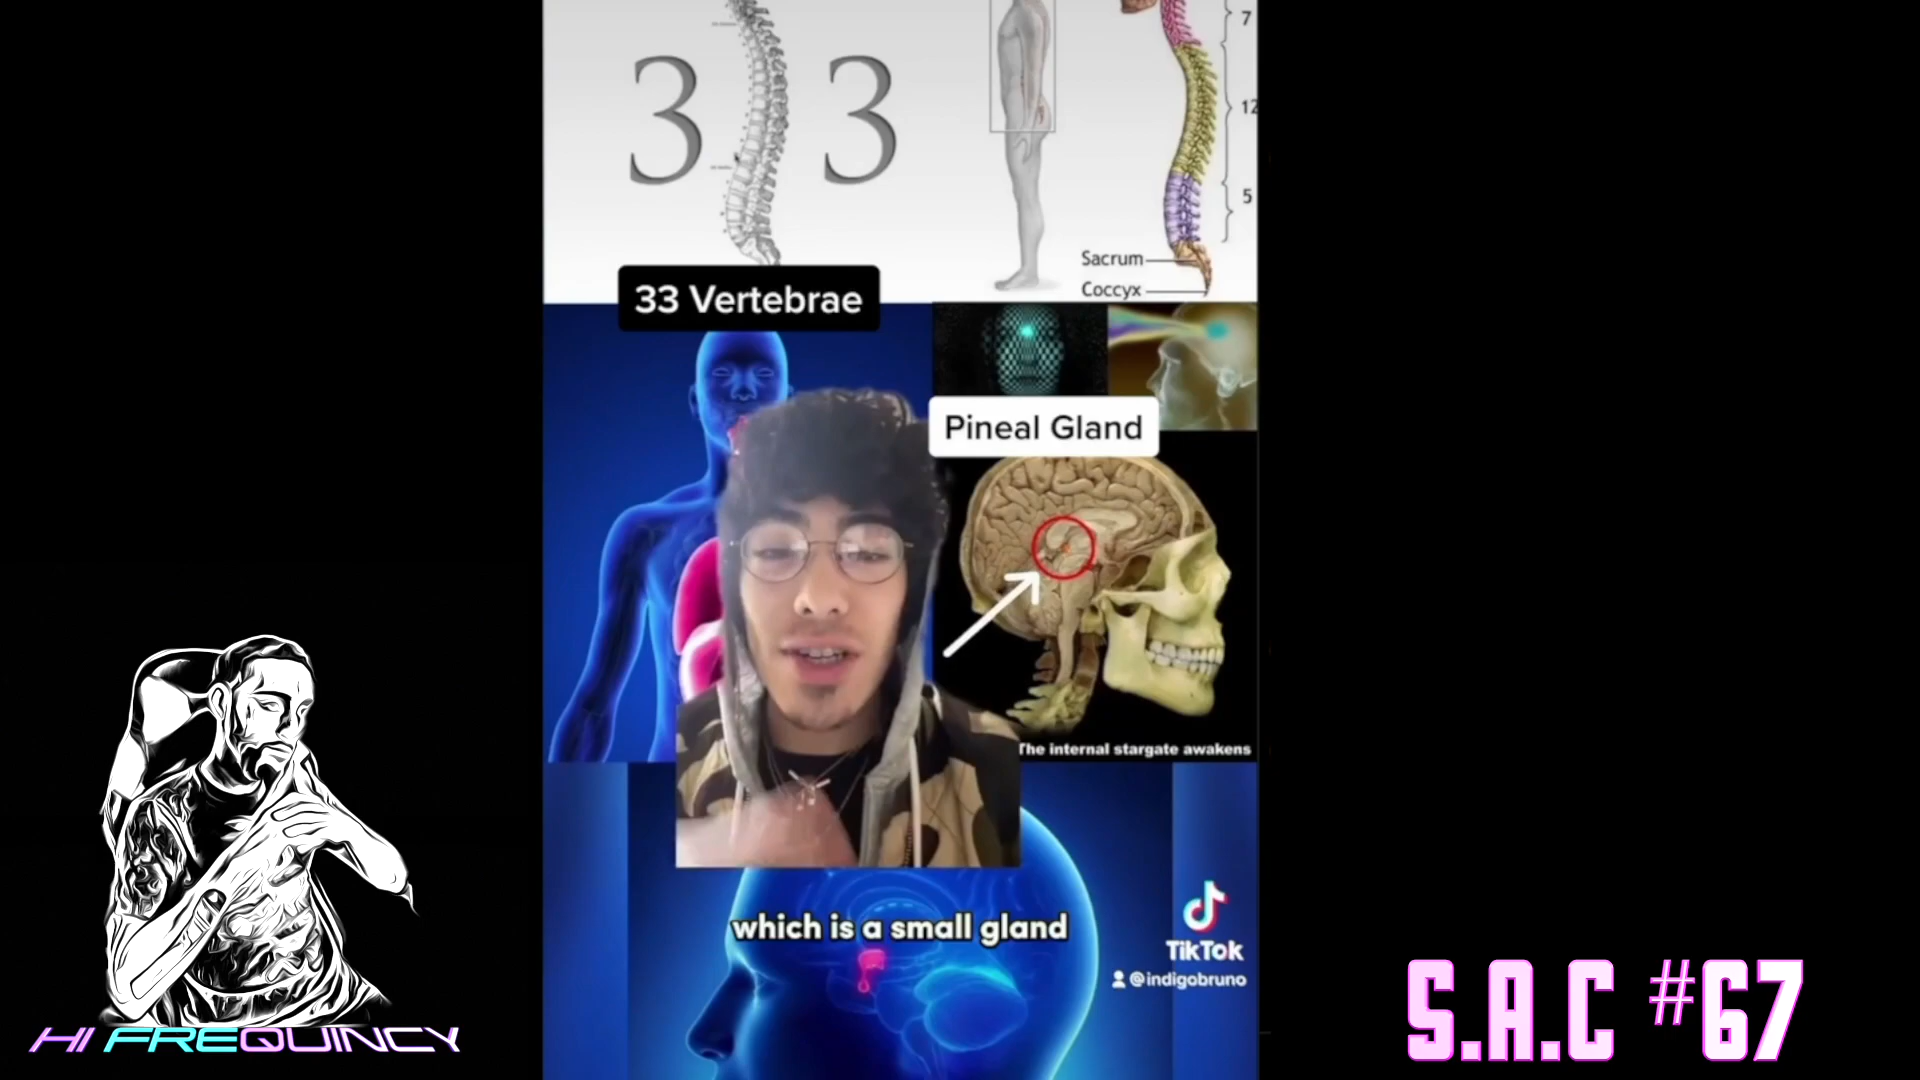 7
3 3
12
5
Sacrum
Coccyx
33 Vertebrae
Pineal Gland
The internal stargate awakens
which is a small gland
TikTok
@indigobruno
HI FREQUINCY
S.A.C #67